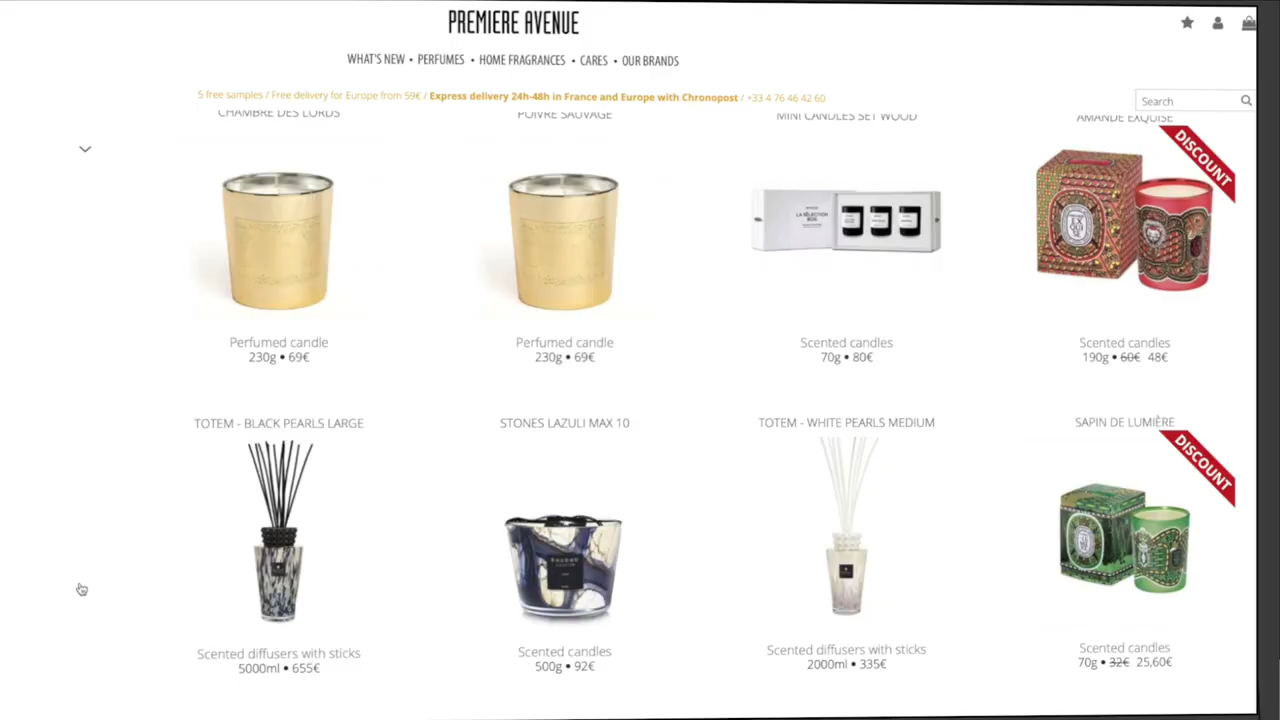 PREMIERE AVENUE
WHAT'S NEW • PERFUMES • HOME FRAGRANCES • CARES • OUR BRANDS
5 free samples / Free delivery for Europe from 59€ / Express delivery 24h-48h in France and Europe with Chronopost / +33 4 76 46 42 60
Search
CHAMBRE DES LORDS
POIVRE SAUVAGE
MINI CANDLES SET WOOD
AMANDE EXQUISE
DISCOUNT
LA SÉLECTION
BOX
Perfumed candle
230g • 69€
Perfumed candle
230g • 69€
Scented candles
70g • 80€
Scented candles
190g • 60€ 48€
TOTEM - BLACK PEARLS LARGE
STONES LAZULI MAX 10
TOTEM - WHITE PEARLS MEDIUM
SAPIN DE LUMIÈRE
DISCOUNT
BAOBAB
Scented diffusers with sticks
5000ml • 655€
Scented candles
500g • 92€
Scented diffusers with sticks
2000ml • 335€
Scented candles
70g • 32€ 25,60€